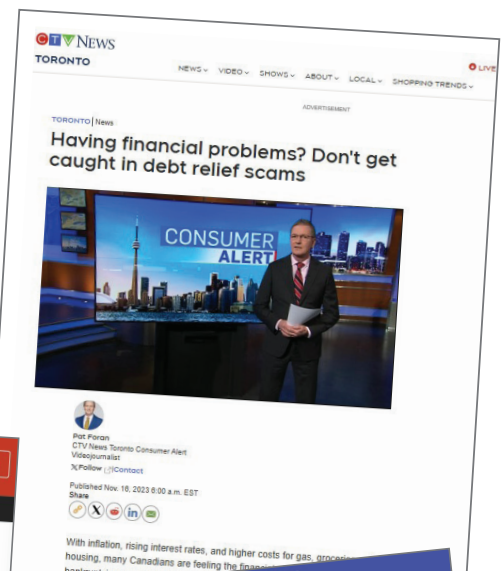 CTV NEWS
TORONTO
NEWS VIDEO SHOWS ABOUT LOCAL SHOPPING TRENDS
LIVE
ADVERTISEMENT
TORONTO | News
Having financial problems? Don't get
caught in debt relief scams
CONSUMER
ALERT
Pat Foran
CTV News Toronto Consumer Alert
Videojournalist
X Follow Contact
Published Nov. 16, 2023 6:00 a.m. EST
Share
X in
With inflation, rising interest rates, and higher costs for gas,
housing, many Canadians are feeling the